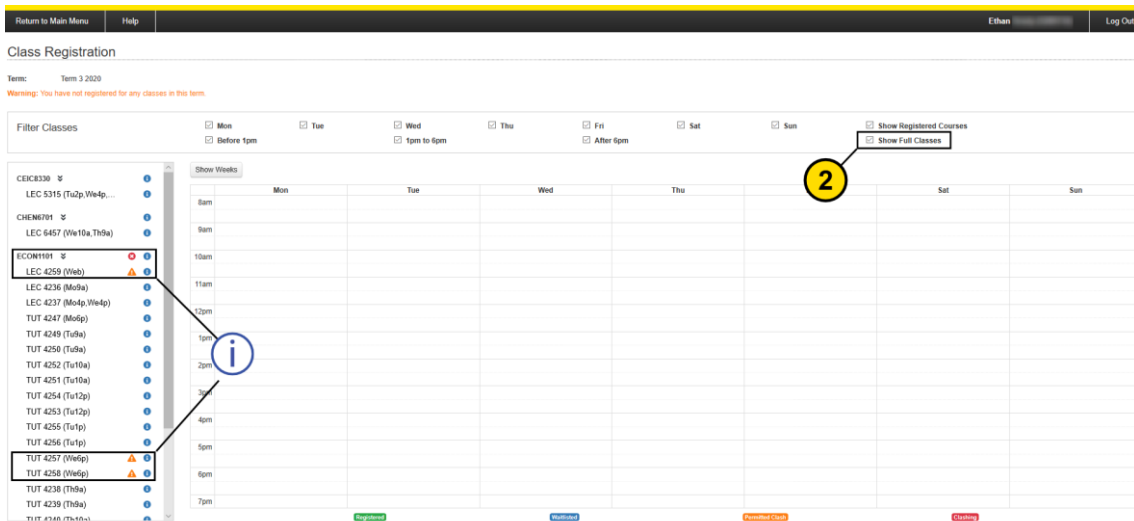 Return to Main Menu Help Ethan Log Out
Class Registration
Term: Term 3 2020
Warning: You have not registered for any classes in this term.
Filter Classes
Mon Tue Wed Thu Fri Sat Sun Show Registered Courses
Before 1pm 1pm to 6pm After 6pm Show Full Classes
2
Show Weeks
CEIC8330
LEC 5315 (Tu2p,We4p,...
CHEN6701
LEC 6457 (We10a,Th9a)
ECON1101
LEC 4259 (Web)
LEC 4236 (Mo9a)
LEC 4237 (Mo4p,We4p)
TUT 4247 (Mo6p)
TUT 4249 (Tu9a)
TUT 4250 (Tu9a)
TUT 4252 (Tu10a)
TUT 4251 (Tu10a)
TUT 4254 (Tu12p)
TUT 4253 (Tu12p)
TUT 4255 (Tu1p)
TUT 4256 (Tu1p)
TUT 4257 (We6p)
TUT 4258 (We6p)
TUT 4238 (Th9a)
TUT 4239 (Th9a)
TUT 4240 (Th10a)
i
Mon Tue Wed Thu Sat Sun
8am
9am
10am
11am
12pm
1pm
2pm
3pm
4pm
5pm
6pm
7pm
Registered Waitlisted Permitted Clash Clashing